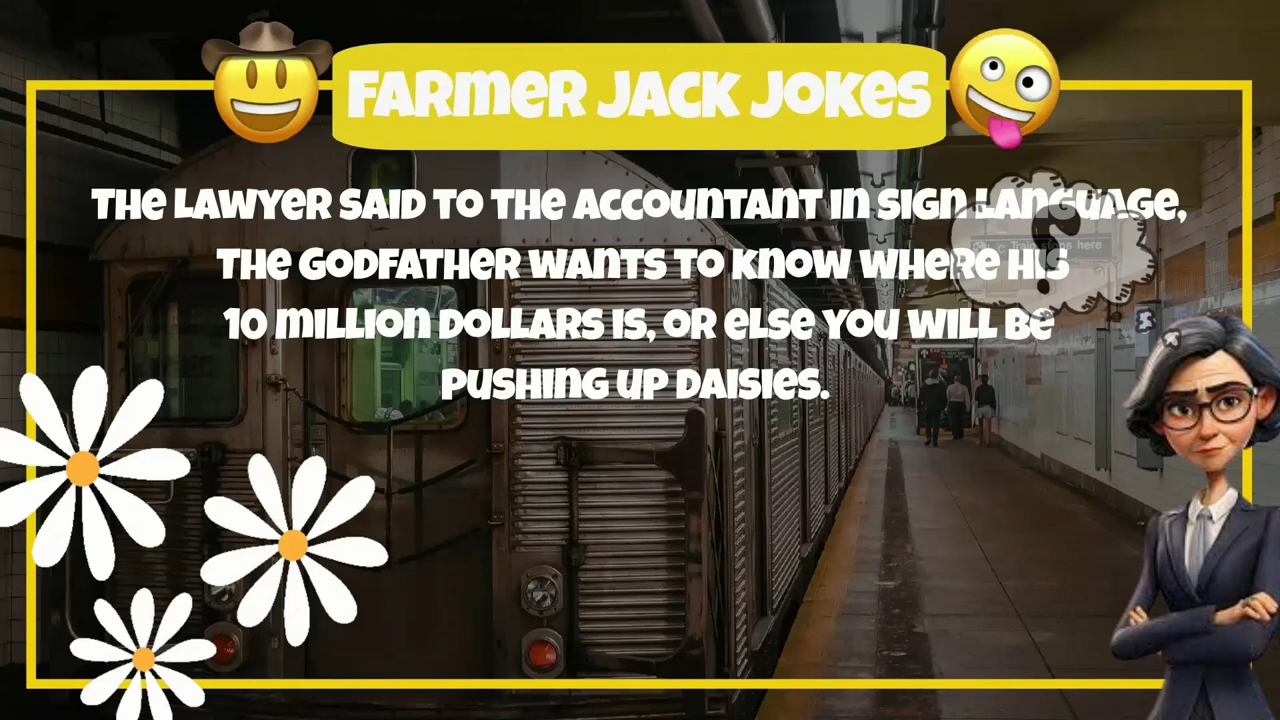 FARMER JACK JOKES
THE LAWYER SAID TO THE ACCOUNTANT IN SIGN LANGUAGE,
THE GODFATHER WANTS TO KNOW WHERE HIS
10 MILLION DOLLARS IS, OR ELSE YOU WILL BE
PUSHING UP DAISIES.